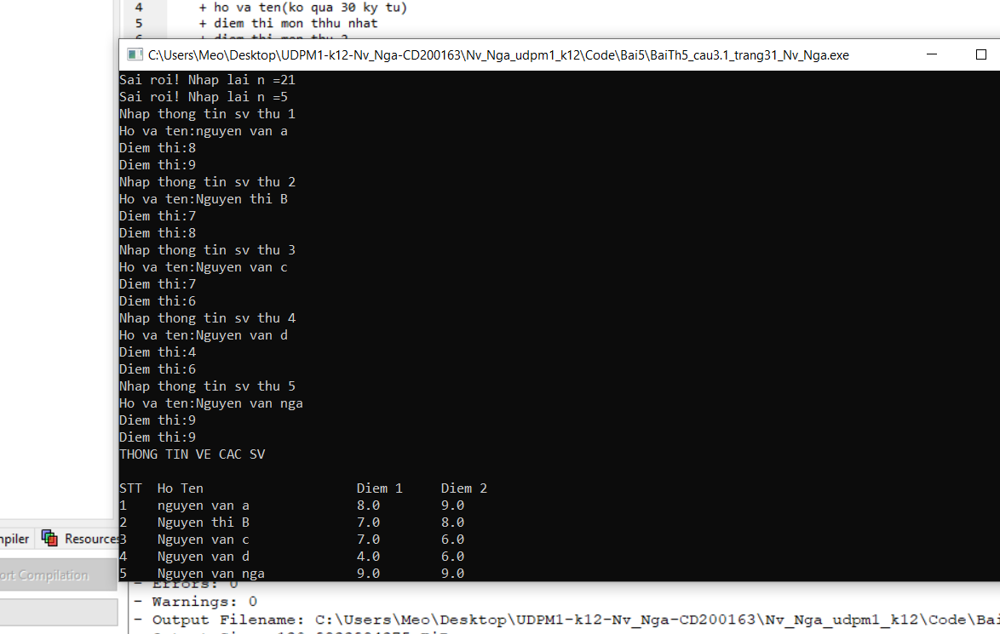 4 + ho va ten(ko qua 30 ky tu)
5 + diem thi mon thhu nhat
C:\Users\Meo\Desktop\UDPM1-k12-Nv_Nga-CD200163\Nv_Nga_udpm1_k12\Code\Bai5\BaiTh5_cau3.1_trang31_Nv_Nga.exe
Sai roi! Nhap lai n =21
Sai roi! Nhap lai n =5
Nhap thong tin sv thu 1
Ho va ten:nguyen van a
Diem thi:8
Diem thi:9
Nhap thong tin sv thu 2
Ho va ten:Nguyen thi B
Diem thi:7
Diem thi:8
Nhap thong tin sv thu 3
Ho va ten:Nguyen van c
Diem thi:7
Diem thi:6
Nhap thong tin sv thu 4
Ho va ten:Nguyen van d
Diem thi:4
Diem thi:6
Nhap thong tin sv thu 5
Ho va ten:Nguyen van nga
Diem thi:9
Diem thi:9
THONG TIN VE CAC SV
STT Ho Ten Diem 1 Diem 2
1 nguyen van a 8.0 9.0
2 Nguyen thi B 7.0 8.0
3 Nguyen van c 7.0 6.0
4 Nguyen van d 4.0 6.0
5 Nguyen van nga 9.0 9.0
mpiler Resources
ort Compilation
- Errors: 0
- Warnings: 0
- Output Filename: C:\Users\Meo\Desktop\UDPM1-k12-Nv_Nga-CD200163\Nv_Nga_udpm1_k12\Code\Bai